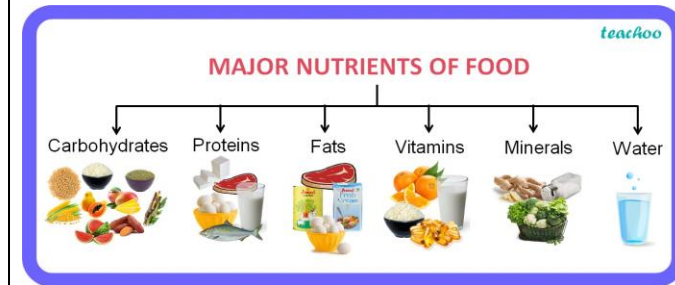 teachoo
MAJOR NUTRIENTS OF FOOD
Carbohydrates Proteins Fats Vitamins Minerals Water